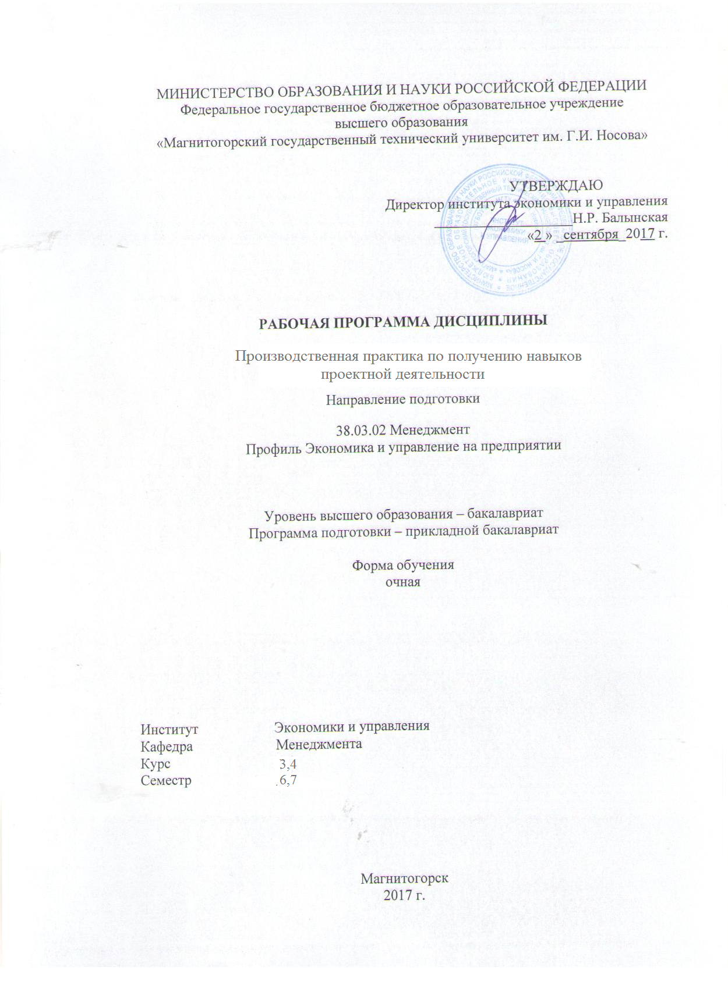 МИНИСТЕРСТВО ОБРАЗОВАНИЯ И НАУКИ РОССИЙСКОЙ ФЕДЕРАЦИИ
Федеральное государственное бюджетное образовательное учреждение
высшего образования
«Магнитогорский государственный технический университет им. Г.И. Носова»
УТВЕРЖДАЮ
Директор института экономики и управления
Н.Р. Балынская
«2 » _сентября_2017 г.
РАБОЧАЯ ПРОГРАММА ДИСЦИПЛИНЫ
Производственная практика по получению навыков
проектной деятельности
Направление подготовки
38.03.02 Менеджмент
Профиль Экономика и управление на предприятии
Уровень высшего образования – бакалавриат
Программа подготовки – прикладной бакалавриат
Форма обучения
очная
Институт Экономики и управления
Кафедра Менеджмента
Курс 3,4
Семестр 6,7
Магнитогорск
2017 г.